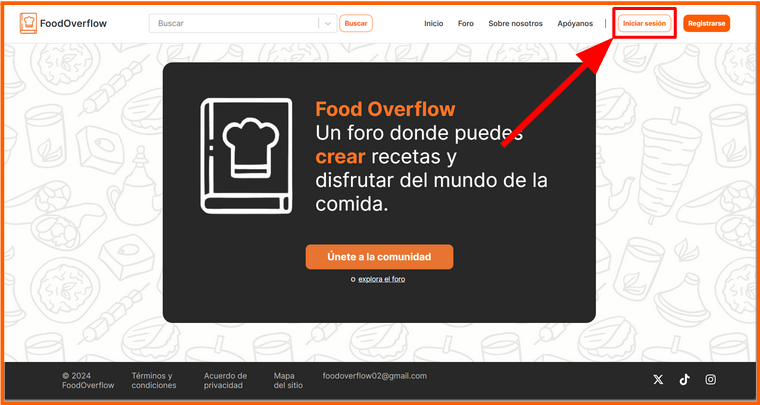 FoodOverflow
Buscar
Buscar
Inicio
Foro
Sobre nosotros
Apóyanos
|
Iniciar sesión
Registrarse
Food Overflow
Un foro donde puedes
crear recetas y
disfrutar del mundo de la
comida.
Únete a la comunidad
o explora el foro
© 2024
FoodOverflow
Términos y
condiciones
Acuerdo de
privacidad
Mapa
del sitio
foodoverflow02@gmail.com